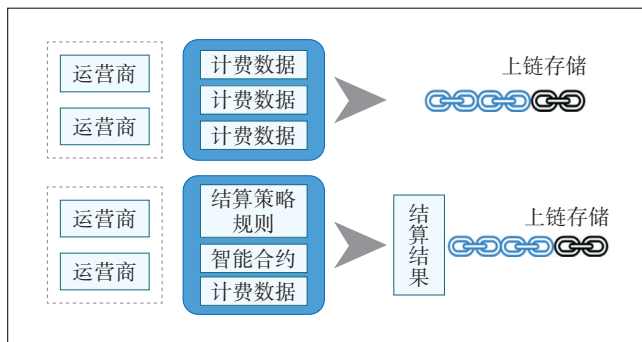 运营商
运营商
计费数据
计费数据
计费数据
上链存储
运营商
运营商
结算策略
规则
智能合约
计费数据
结算结果
上链存储